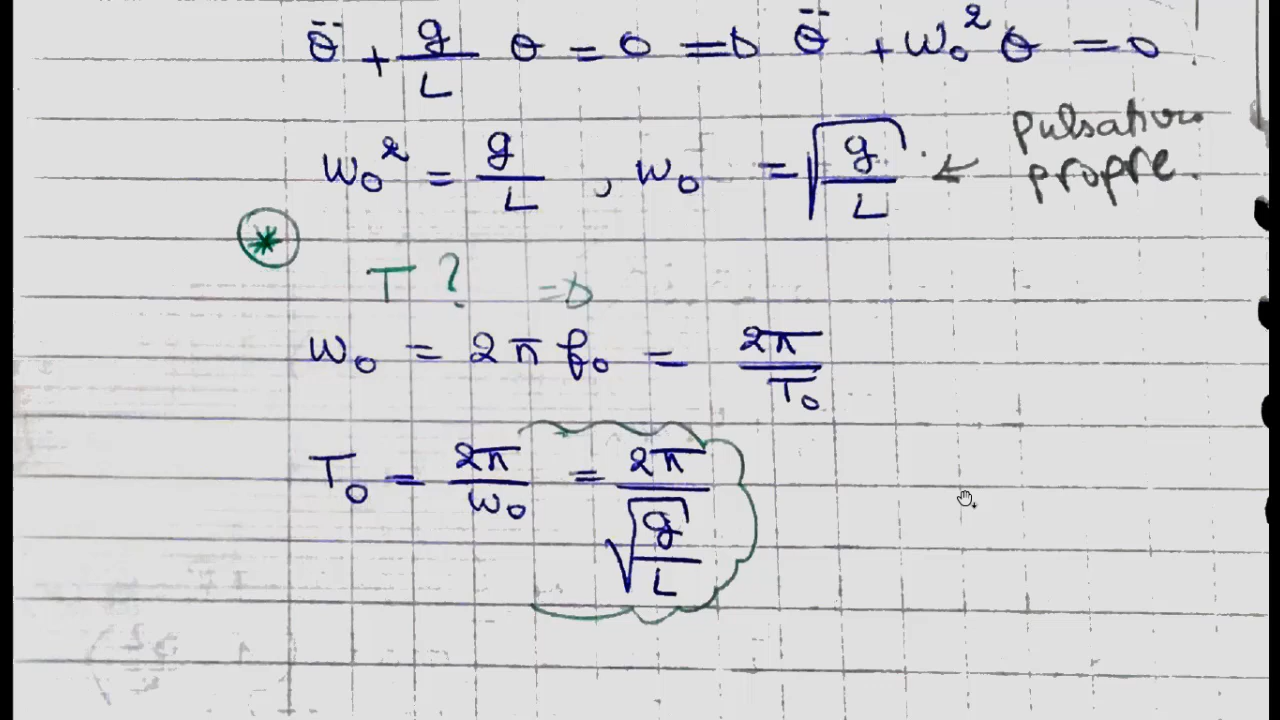 θ̈ + g/L θ = 0 => θ̈ + ω₀² θ = 0
ω₀² = g/L , ω₀ = √(g/L) ← pulsation propre.
* T ? =>
ω₀ = 2π f₀ = 2π/T₀
T₀ = 2π/ω₀ = 2π/√(g/L)